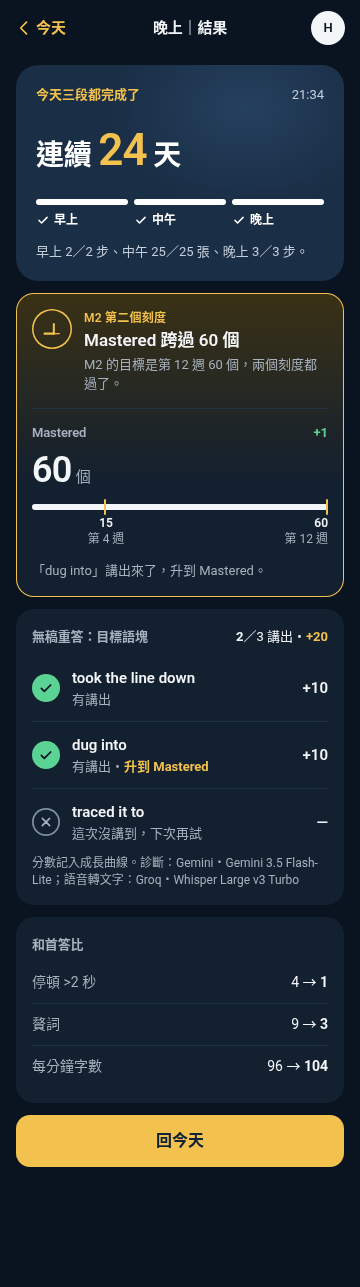 今天
晚上｜結果
H
今天三段都完成了
21:34
連續 24 天
早上
中午
晚上
早上 2／2 步、中午 25／25 張、晚上 3／3 步。
M2 第二個刻度
Mastered 跨過 60 個
M2 的目標是第 12 週 60 個，兩個刻度都
過了。
Mastered
+1
60 個
15
60
第 4 週
第 12 週
「dug into」講出來了，升到 Mastered。
無稿重答：目標語塊
2／3 講出・+20
took the line down
有講出
+10
dug into
有講出・升到 Mastered
+10
traced it to
這次沒講到，下次再試
—
分數記入成長曲線。診斷：Gemini・Gemini 3.5 Flash-
Lite；語音轉文字：Groq・Whisper Large v3 Turbo
和首答比
停頓 >2 秒
4 → 1
贅詞
9 → 3
每分鐘字數
96 → 104
回今天